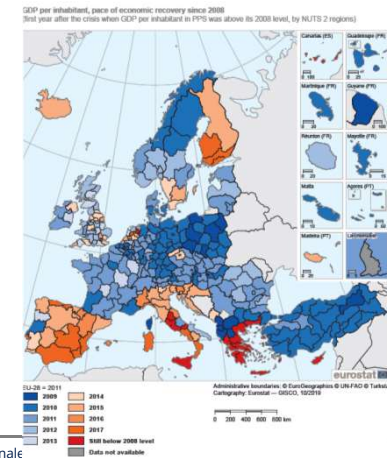 GDP per inhabitant, pace of economic recovery since 2008
(first year after the crisis when GDP per inhabitant in PPS was above its 2008 level, by NUTS 2 regions)
Canarias (ES)
Guadeloupe (FR)
Martinique (FR)
Guyane (FR)
Réunion (FR)
Mayotte (FR)
Malta
Açores (PT)
Madeira (PT)
Liechtenstein
eurostat
EU-28 = 2011
2009
2010
2011
2012
2013
2014
2015
2016
2017
Still below 2008 level
Data not available
Administrative boundaries: © EuroGeographics © UN-FAO © Turkstat
Cartography: Eurostat — GISCO, 10/2019
0 200 400 600 800 km